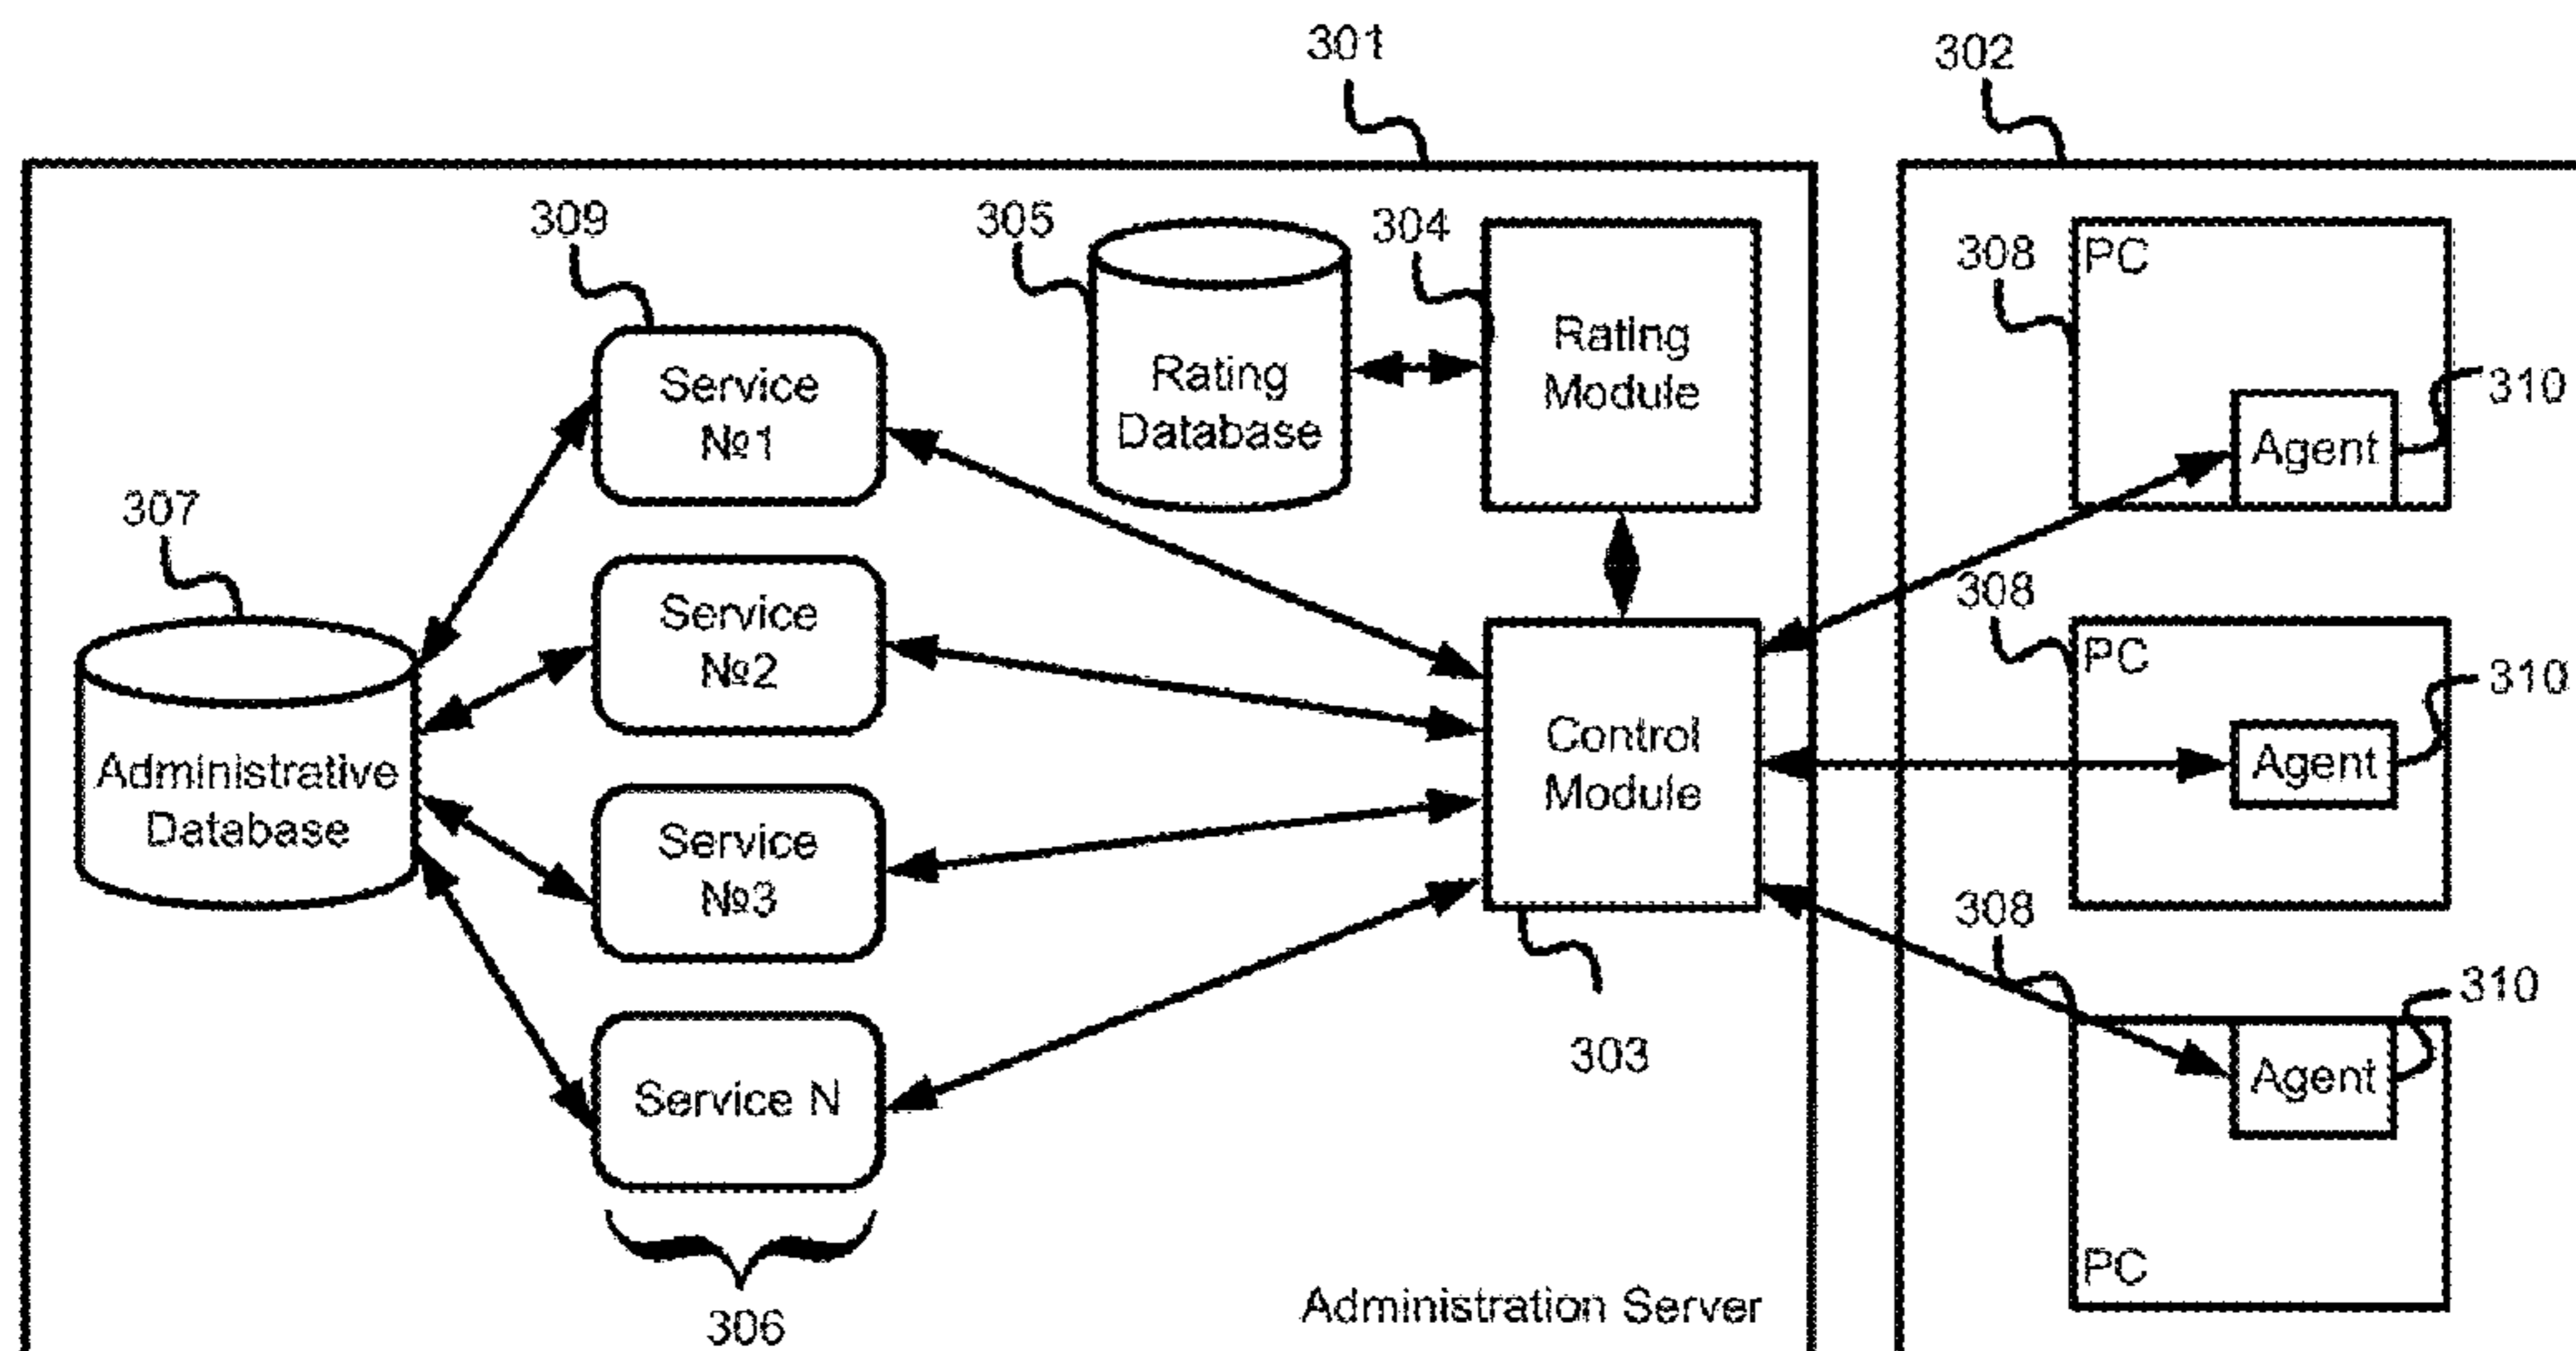 301
302
309
305
304
308
PC
Rating
Module
Service
№1
Rating
Database
310
Agent
307
308
PC
Service
№2
310
Administrative
Database
Control
Module
Agent
Service
№3
308
310
303
Agent
Service N
PC
306
Administration Server